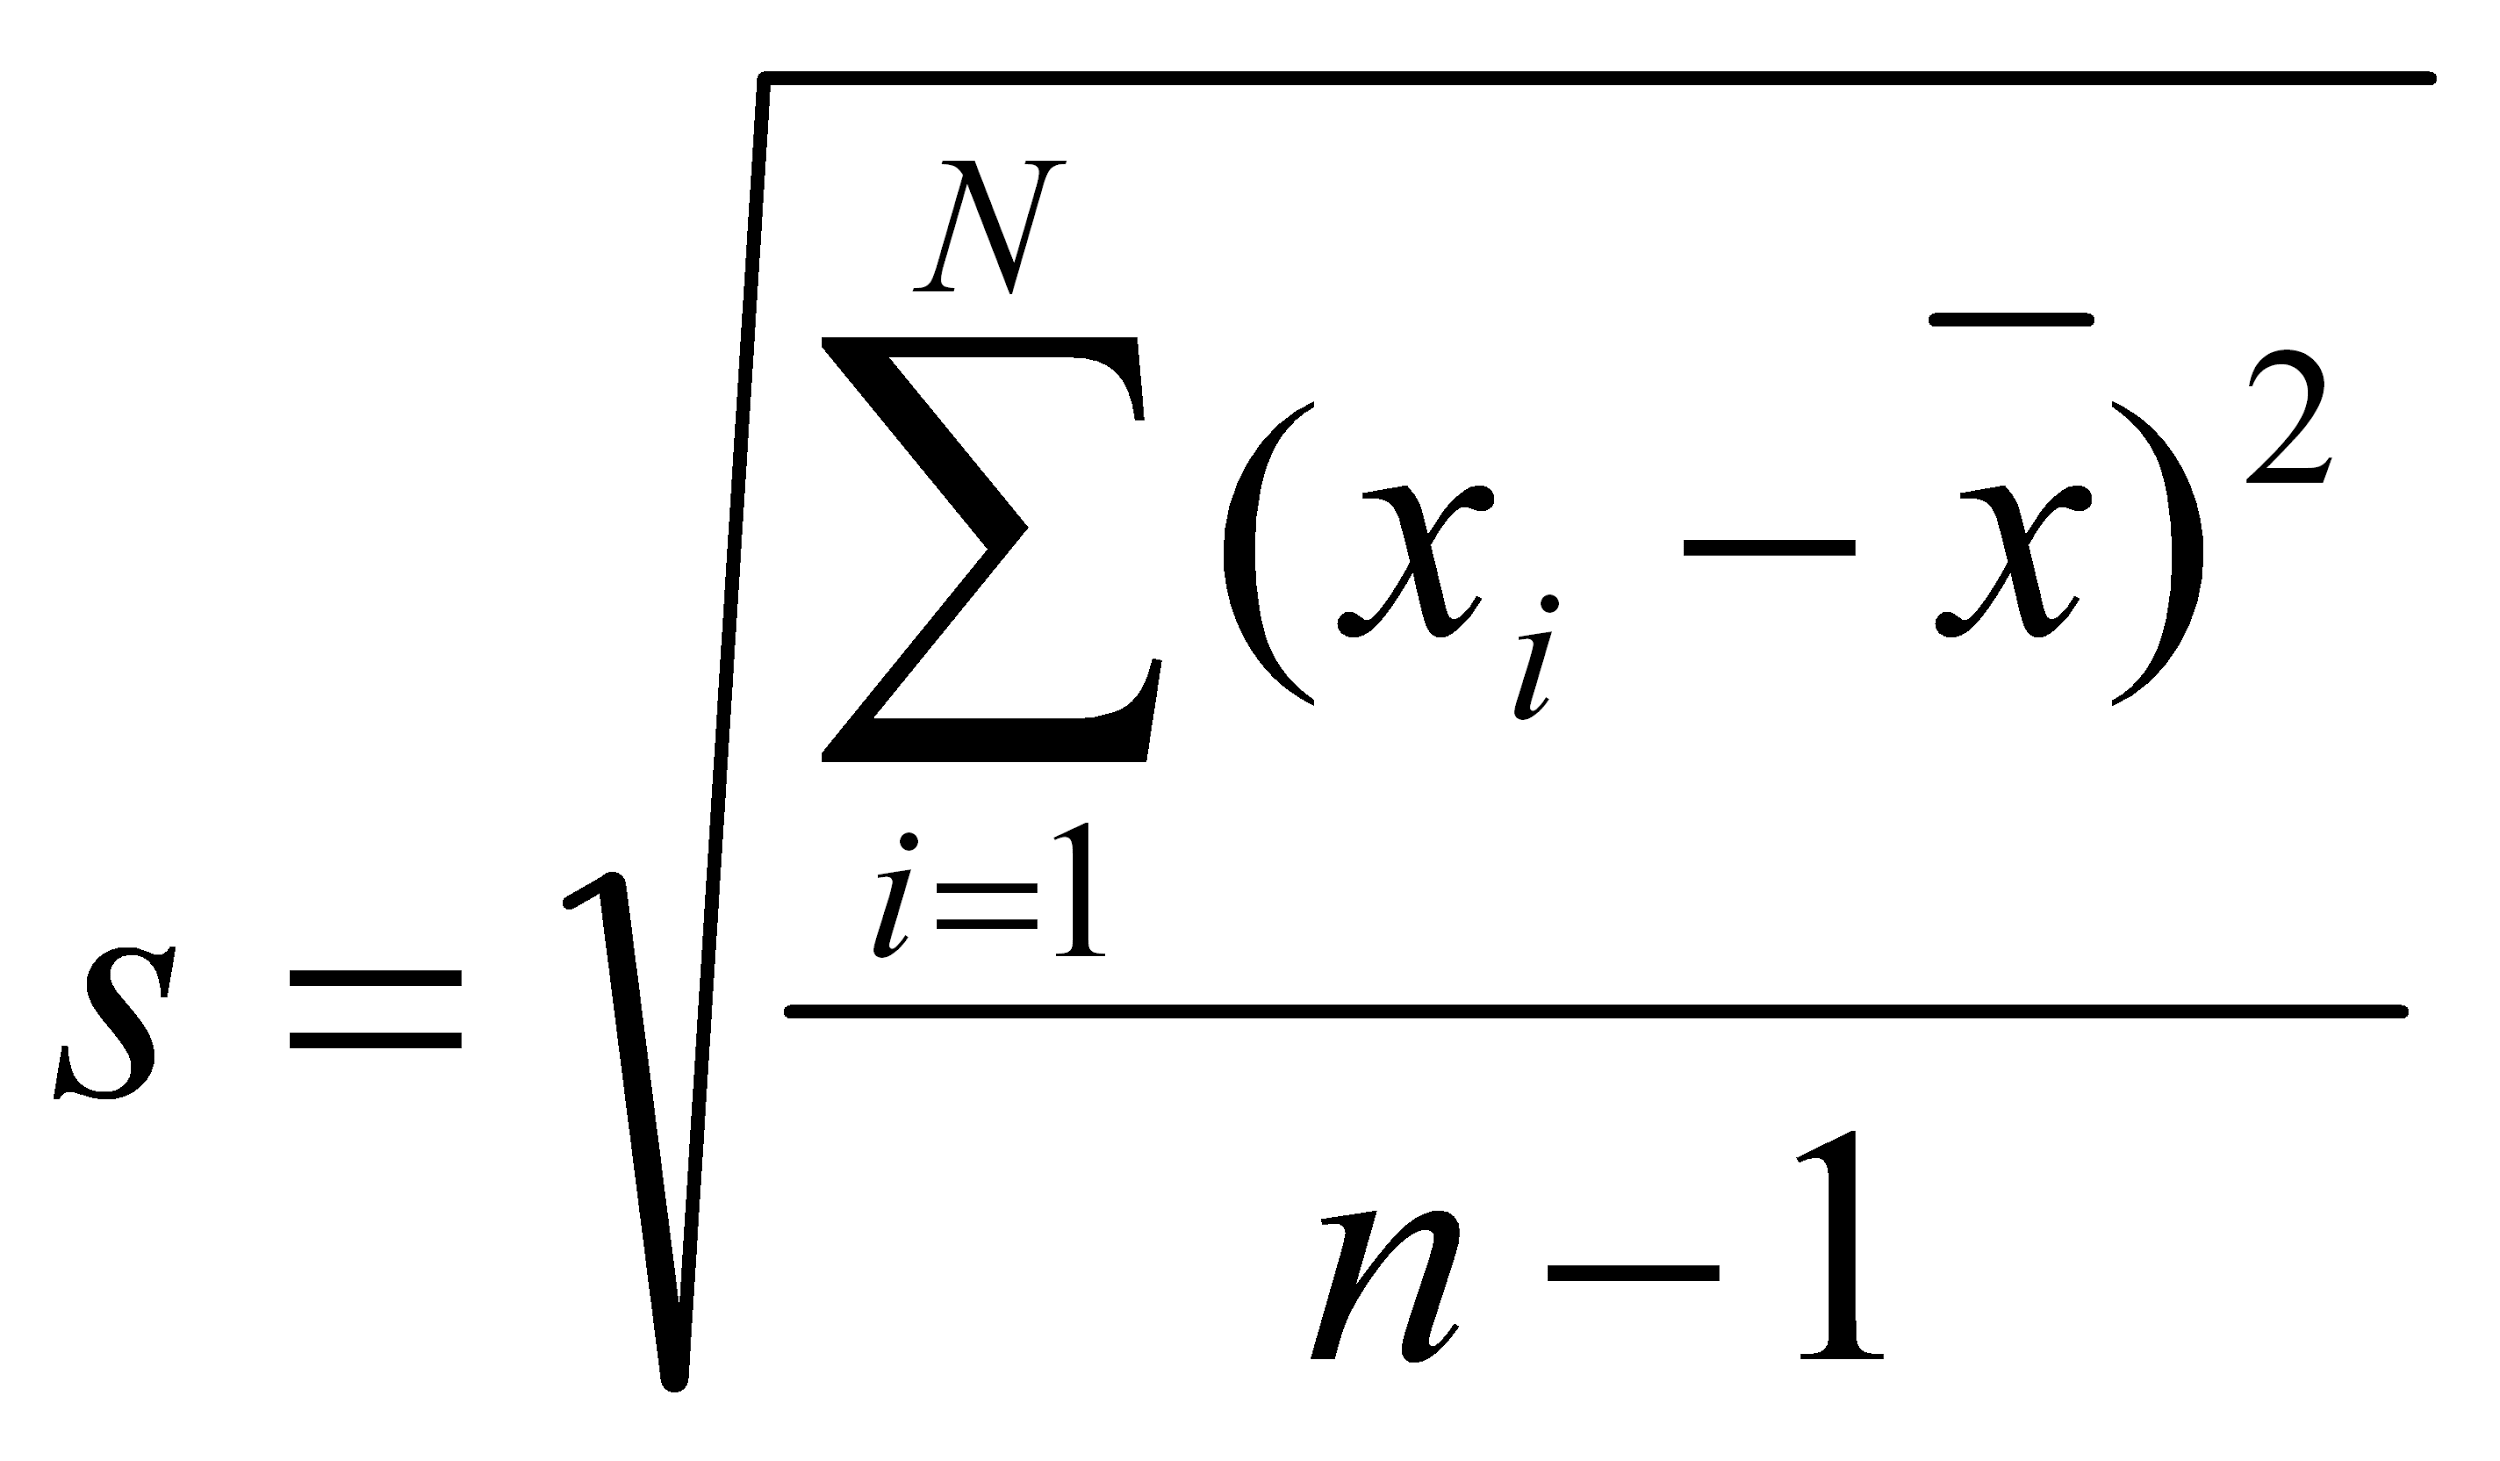 s = √( ∑_{i=1}^{N} (x_i − x̅)² / (n − 1) )